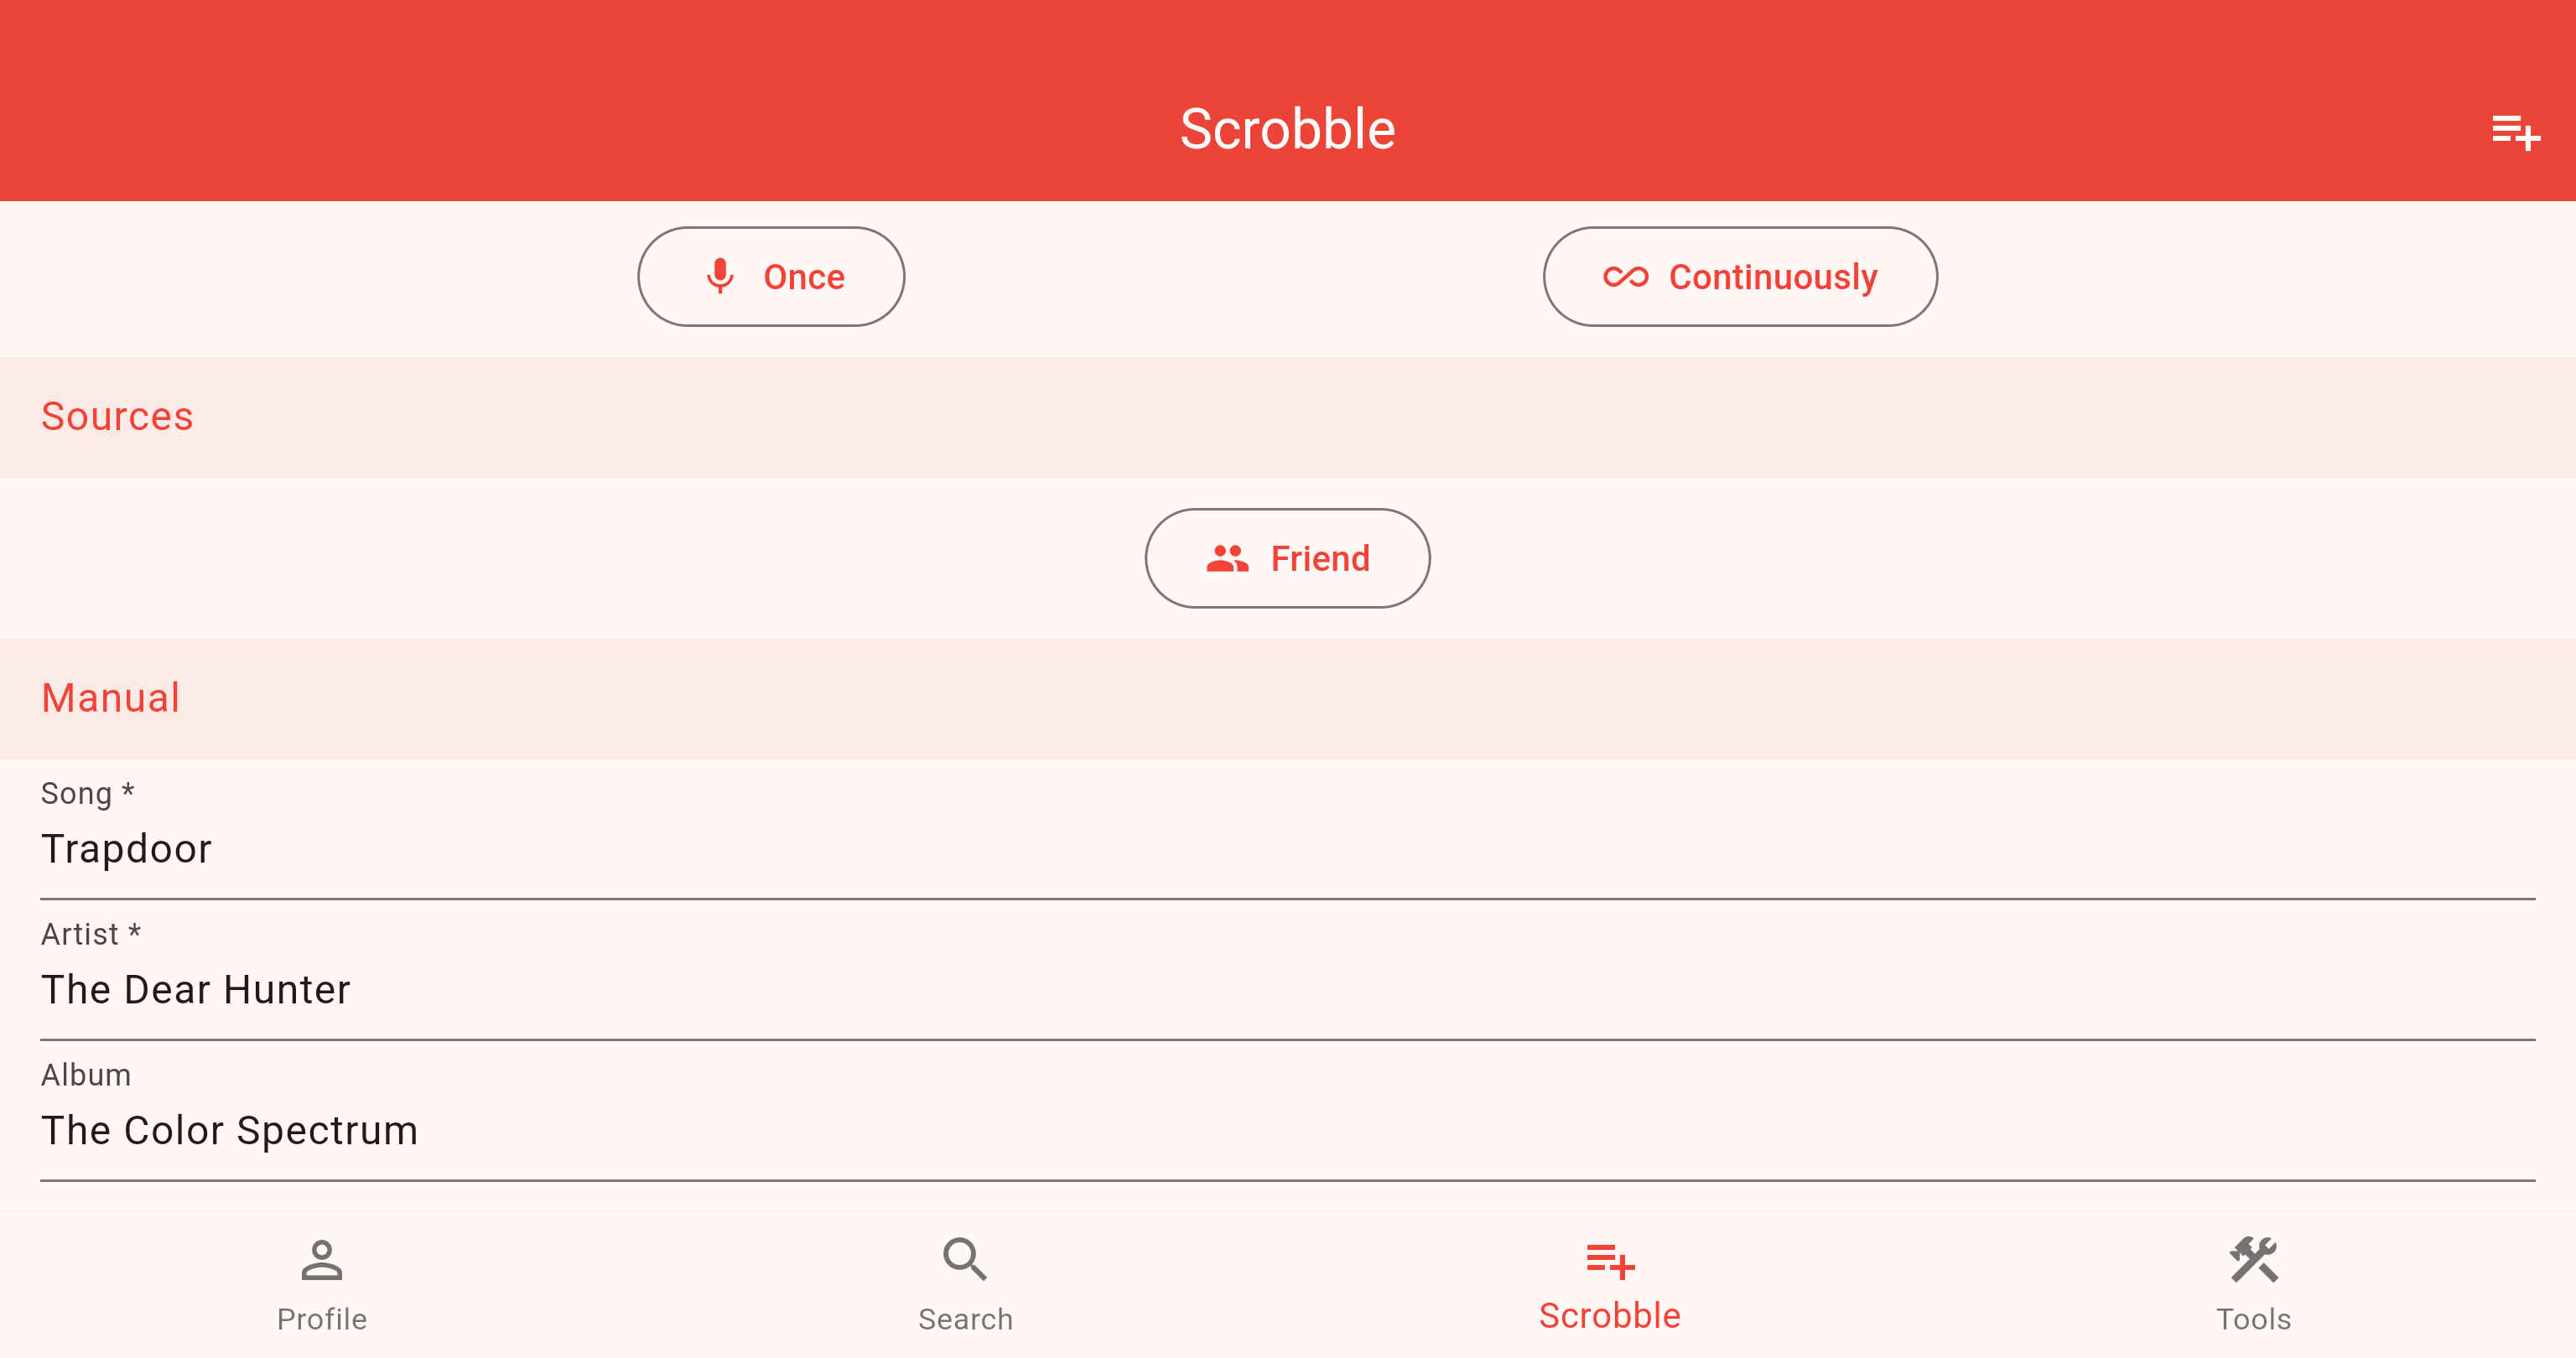 Scrobble
Once
Continuously
Sources
Friend
Manual
Song *
Trapdoor
Artist *
The Dear Hunter
Album
The Color Spectrum
Profile
Search
Scrobble
Tools